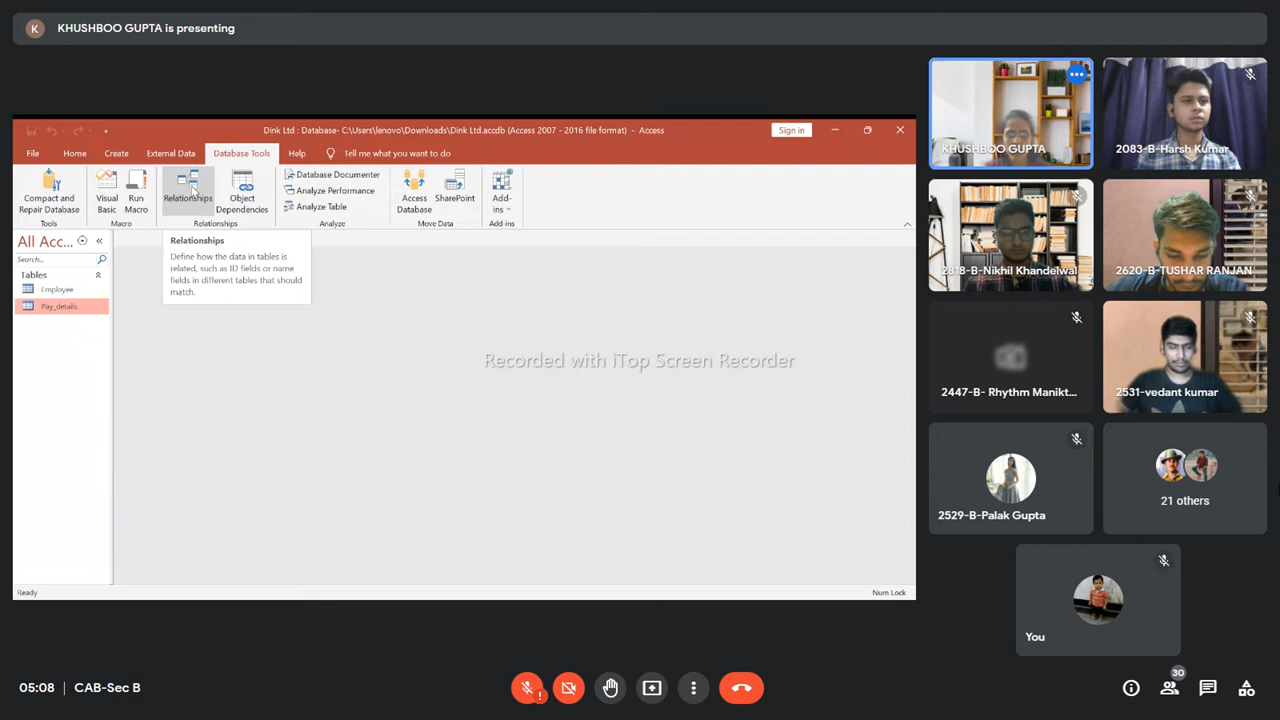 K
KHUSHBOO GUPTA is presenting
Dink Ltd : Database- C:\Users\lenovo\Downloads\Dink Ltd.accdb (Access 2007 - 2016 file format) - Access
Sign in
File Home Create External Data Database Tools Help Tell me what you want to do
Compact and Repair Database
Visual Basic
Run Macro
Relationships
Object Dependencies
Database Documenter
Analyze Performance
Analyze Table
Access Database
SharePoint
Add-ins
Tools Macro Relationships Analyze Move Data Add-ins
All Acc...
Search...
Tables
Employee
Pay_details
Relationships
Define how the data in tables is
related, such as ID fields or name
fields in different tables that should
match.
Recorded with iTop Screen Recorder
Ready
Num Lock
KHUSHBOO GUPTA
2083-B-Harsh Kumar
2818-B-Nikhil Khandelwal
2620-B-TUSHAR RANJAN
2447-B- Rhythm Manikt...
2531-vedant kumar
2529-B-Palak Gupta
21 others
You
05:08 | CAB-Sec B
30